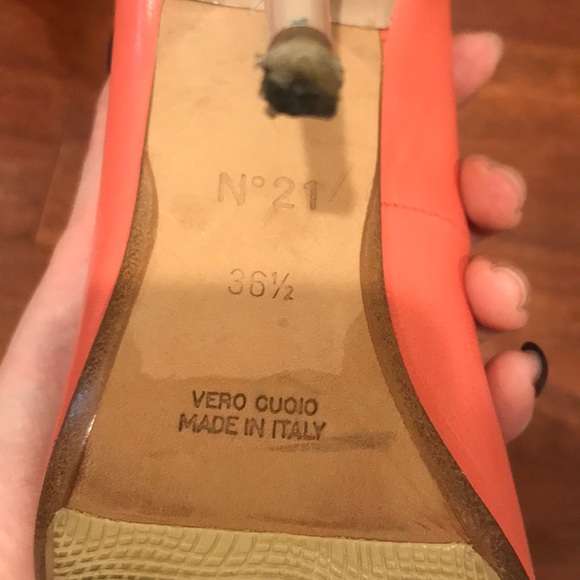 N°21
36½
VERO CUOIO
MADE IN ITALY